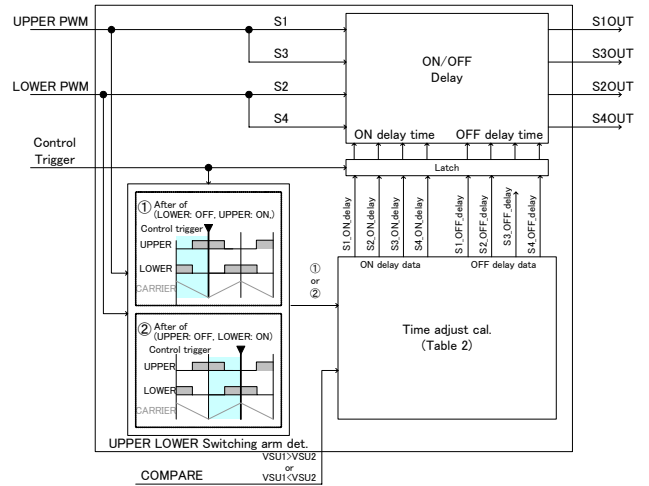 UPPER PWM
S1
S1OUT
S3
S3OUT
ON/OFF
Delay
LOWER PWM
S2
S2OUT
S4
S4OUT
ON delay time
OFF delay time
Control
Trigger
Latch
S1_ON_delay
S2_ON_delay
S3_ON_delay
S4_ON_delay
S1_OFF_delay
S2_OFF_delay
S3_OFF_delay
S4_OFF_delay
① After of
(LOWER: OFF, UPPER: ON,)
Control trigger
UPPER
LOWER
CARRIER
②After of
(UPPER: OFF, LOWER: ON)
Control trigger
UPPER
LOWER
CARRIER
①
or
②
ON delay data
OFF delay data
Time adjust cal.
(Table 2)
UPPER LOWER Switching arm det.
VSU1>VSU2
or
VSU1<VSU2
COMPARE